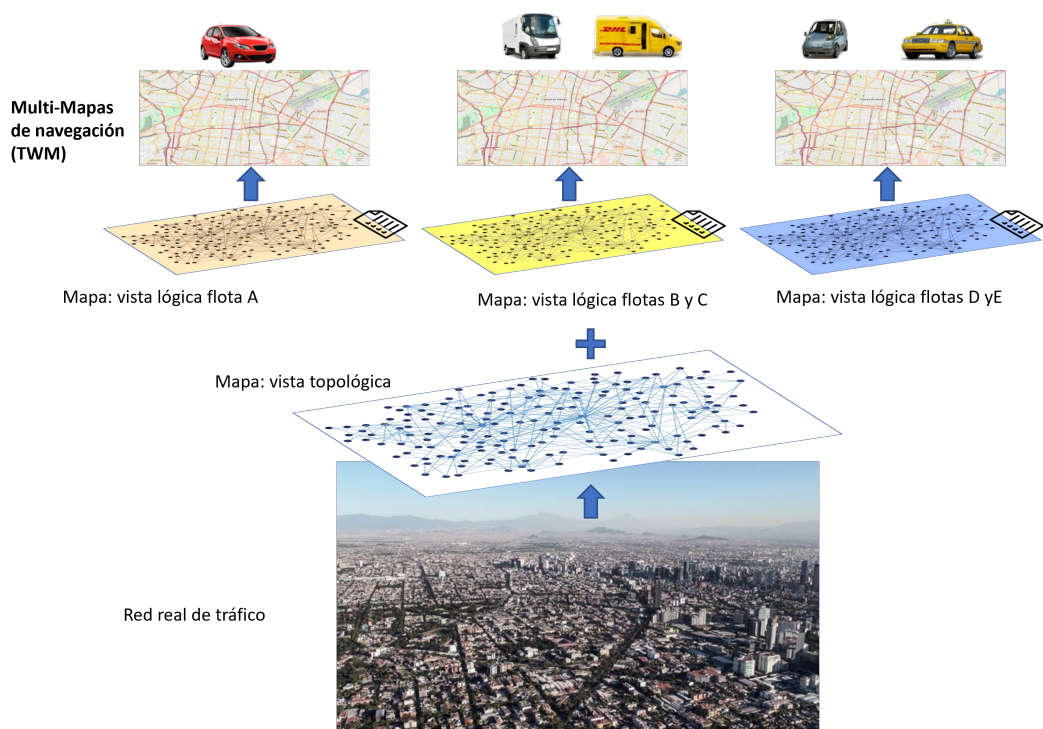 DHL
Multi-Mapas
de navegación
(TWM)
Mapa: vista lógica flota A
Mapa: vista lógica flotas B y C
Mapa: vista lógica flotas D yE
Mapa: vista topológica
Red real de tráfico